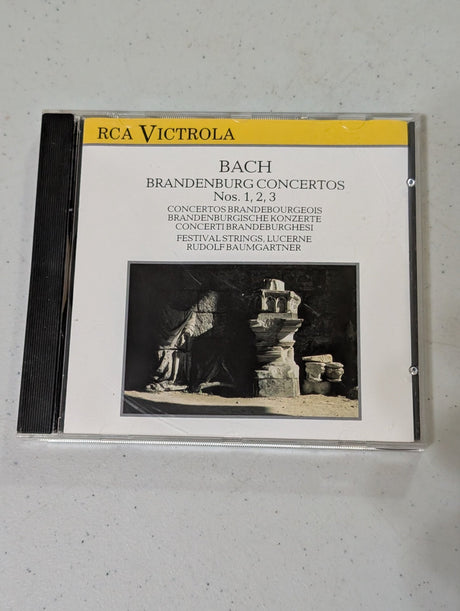 RCA VICTROLA
BACH
BRANDENBURG CONCERTOS
Nos. 1, 2, 3
CONCERTOS BRANDEBOURGEOIS
BRANDENBURGISCHE KONZERTE
CONCERTI BRANDEBURGHESI
FESTIVAL STRINGS, LUCERNE
RUDOLF BAUMGARTNER